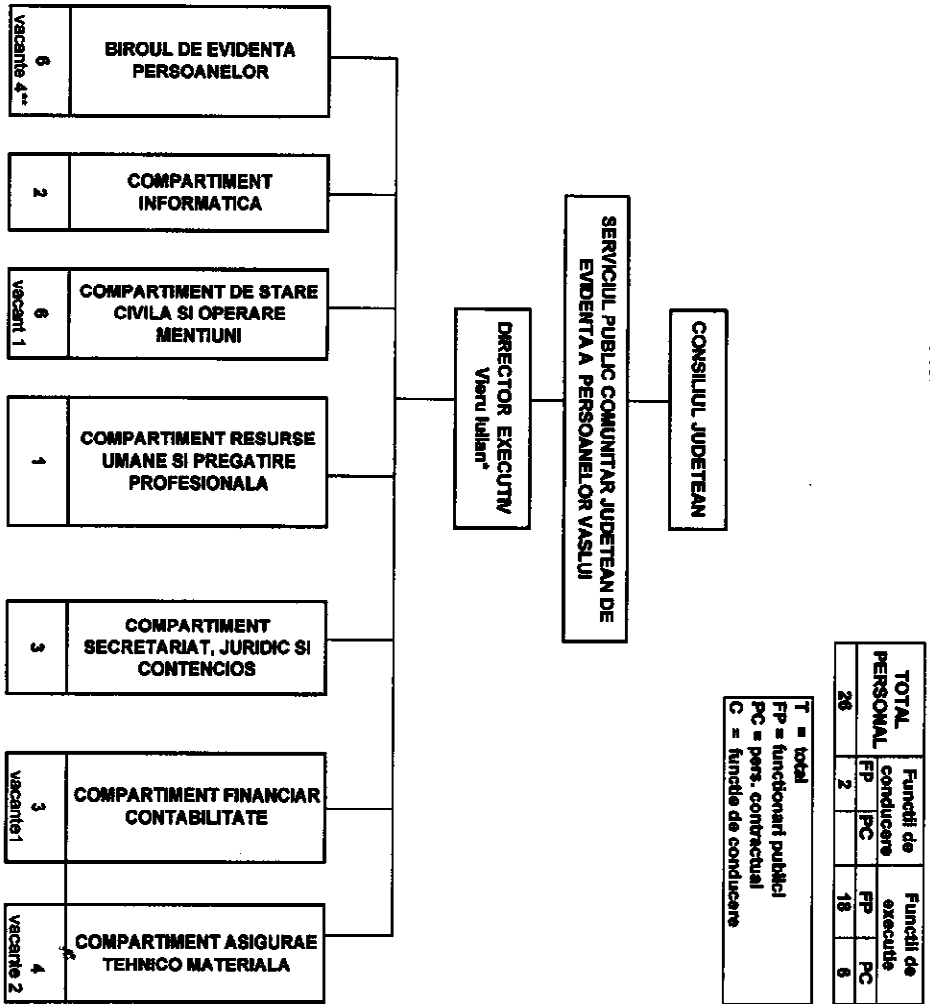 CONSILIUL JUDETEAN
SERVICIUL PUBLIC COMUNITAR JUDETEAN DE
EVIDENTA A PERSOANELOR VASLUI
DIRECTOR EXECUTIV
Vieru Iulian*
TOTAL
PERSONAL
Functii de
conducere
Functii de
executie
FP PC FP PC
26 2 18 6
T = total
FP = functionari publici
PC = pers. contractual
C = functie de conducere
BIROUL DE EVIDENTA
PERSOANELOR
6
vacante 4**
COMPARTIMENT
INFORMATICA
2
COMPARTIMENT DE STARE
CIVILA SI OPERARE
MENTIUNI
6
vacant 1
COMPARTIMENT RESURSE
UMANE SI PREGATIRE
PROFESIONALA
1
COMPARTIMENT
SECRETARIAT, JURIDIC SI
CONTENCIOS
3
COMPARTIMENT FINANCIAR
CONTABILITATE
3
vacante1
COMPARTIMENT ASIGURAE
TEHNICO MATERIALA
4
vacante 2